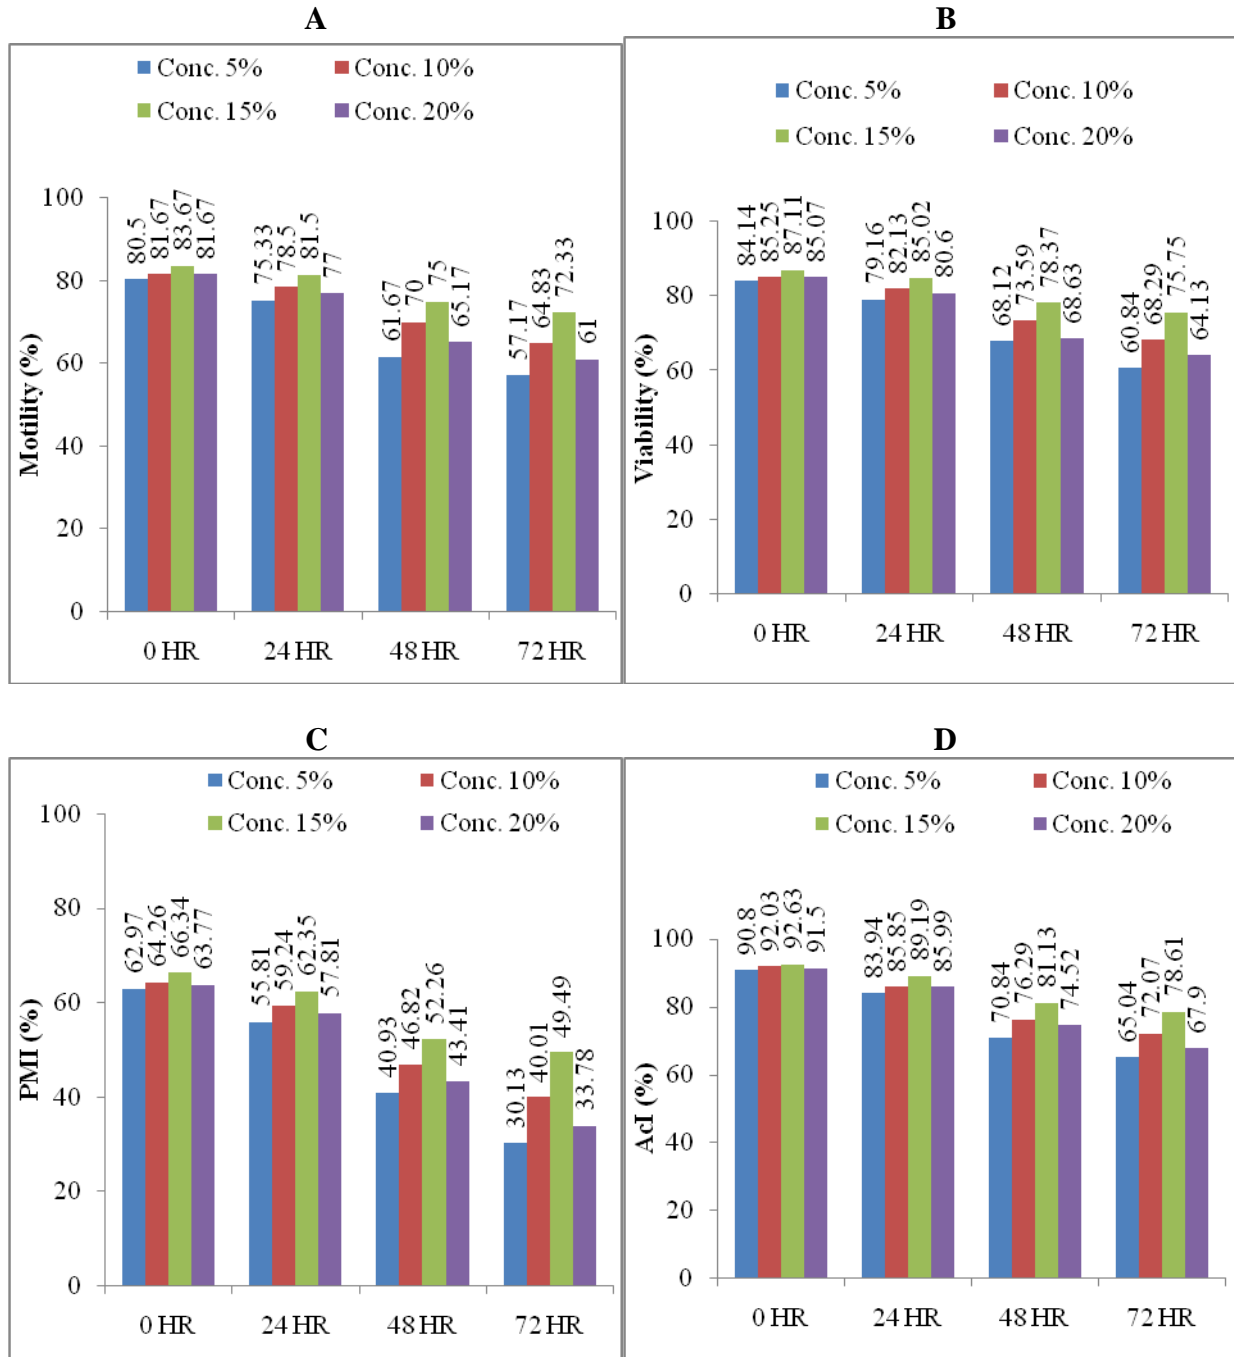 A
Conc. 5% Conc. 10%
Conc. 15% Conc. 20%
Motility (%)
100
80
60
40
20
0
80.5 81.67 83.67 81.67
75.33 78.5 81.5 77
61.67 70 75 65.17
57.17 64.83 72.33 61
0 HR 24 HR 48 HR 72 HR
B
Conc. 5% Conc. 10%
Conc. 15% Conc. 20%
Viability (%)
100
80
60
40
20
0
84.14 85.25 87.11 85.07
79.16 82.13 85.02 80.6
68.12 73.59 78.37 68.63
60.84 68.29 75.75 64.13
0 HR 24 HR 48 HR 72 HR
C
Conc. 5% Conc. 10%
Conc. 15% Conc. 20%
PMI (%)
100
80
60
40
20
0
62.97 64.26 66.34 63.77
55.81 59.24 62.35 57.81
40.93 46.82 52.26 43.41
30.13 40.01 49.49 33.78
0 HR 24 HR 48 HR 72 HR
D
Conc. 5% Conc. 10%
Conc. 15% Conc. 20%
AcI (%)
100
80
60
40
20
0
90.8 92.03 92.63 91.5
83.94 85.85 89.19 85.99
70.84 76.29 81.13 74.52
65.04 72.07 78.61 67.9
0 HR 24 HR 48 HR 72 HR